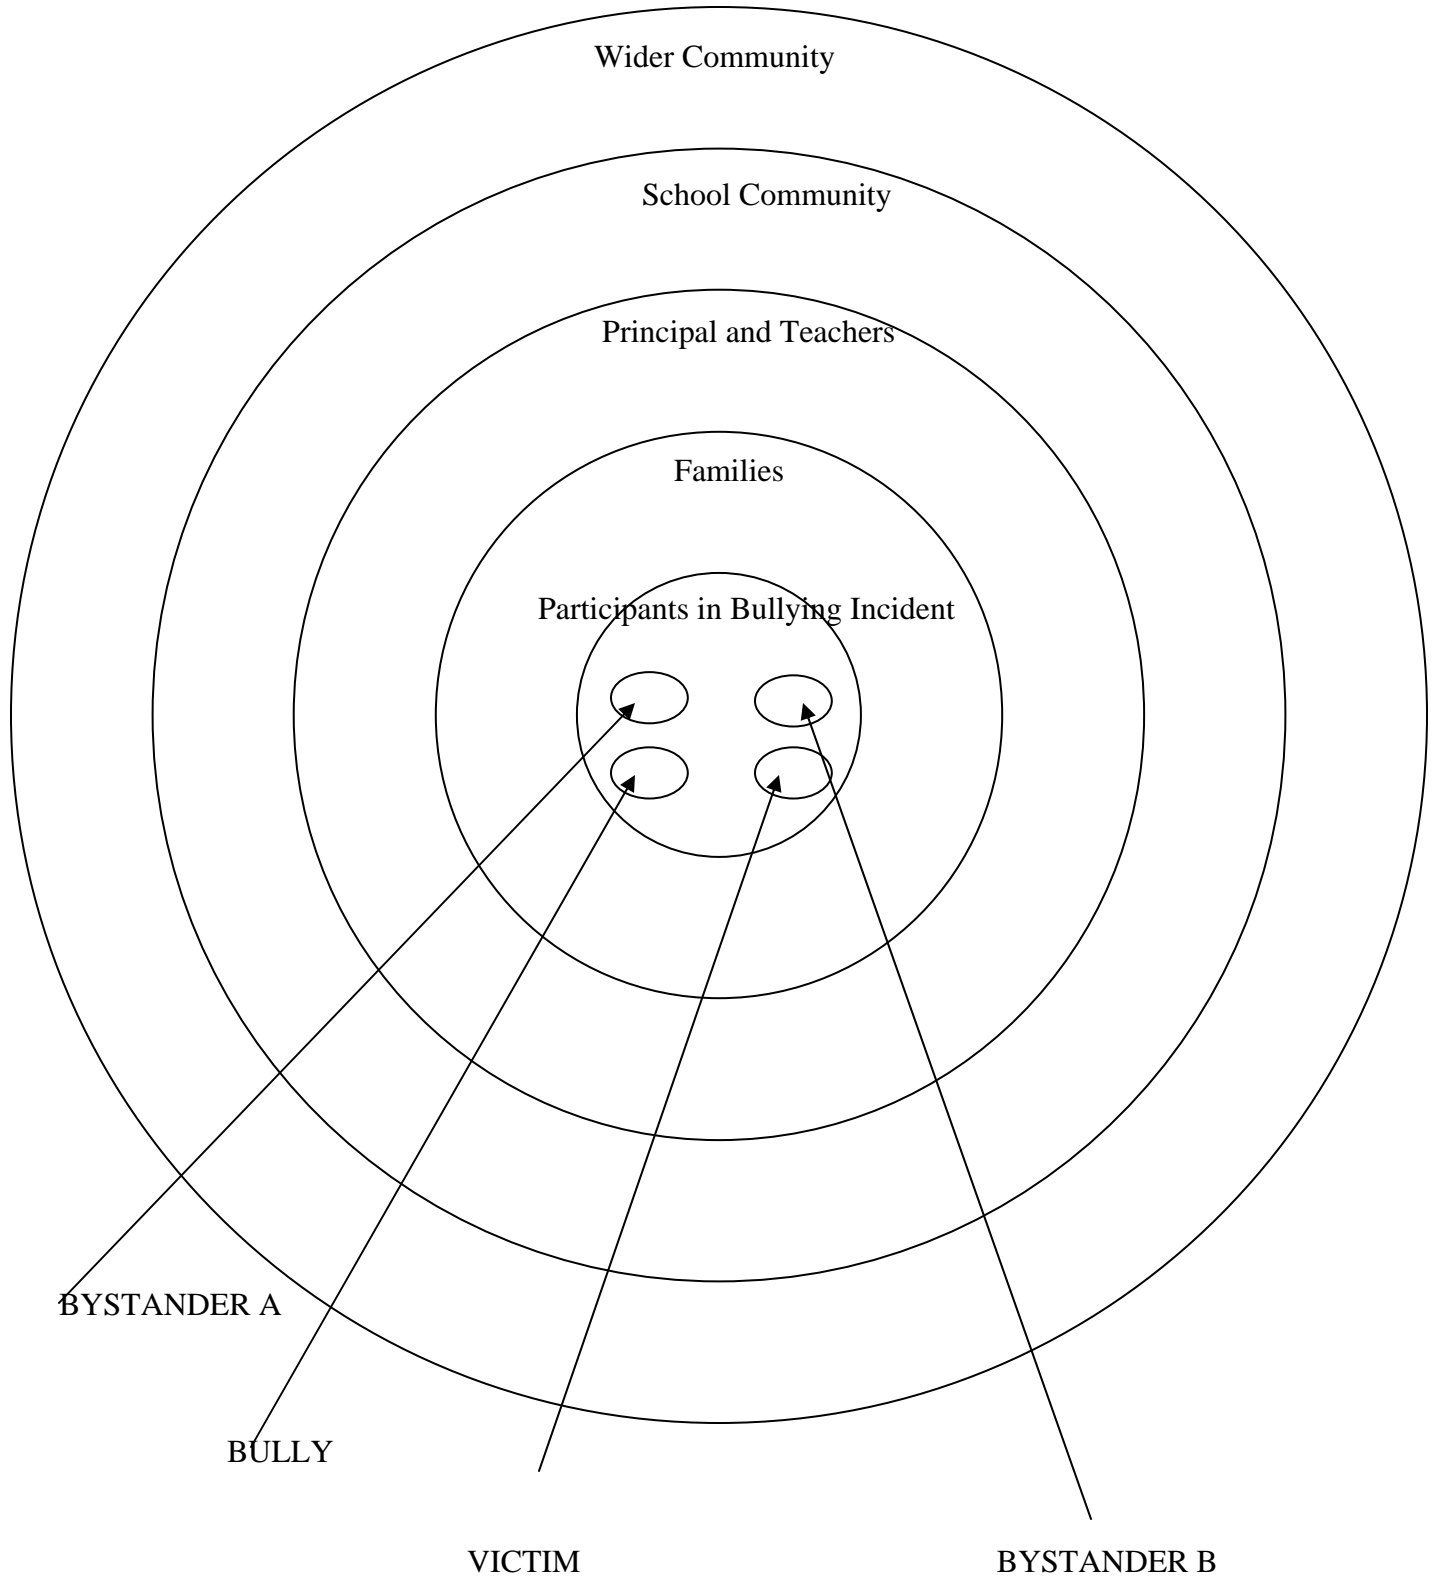 Wider Community
School Community
Principal and Teachers
Families
Participants in Bullying Incident
BYSTANDER A
BULLY
VICTIM
BYSTANDER B